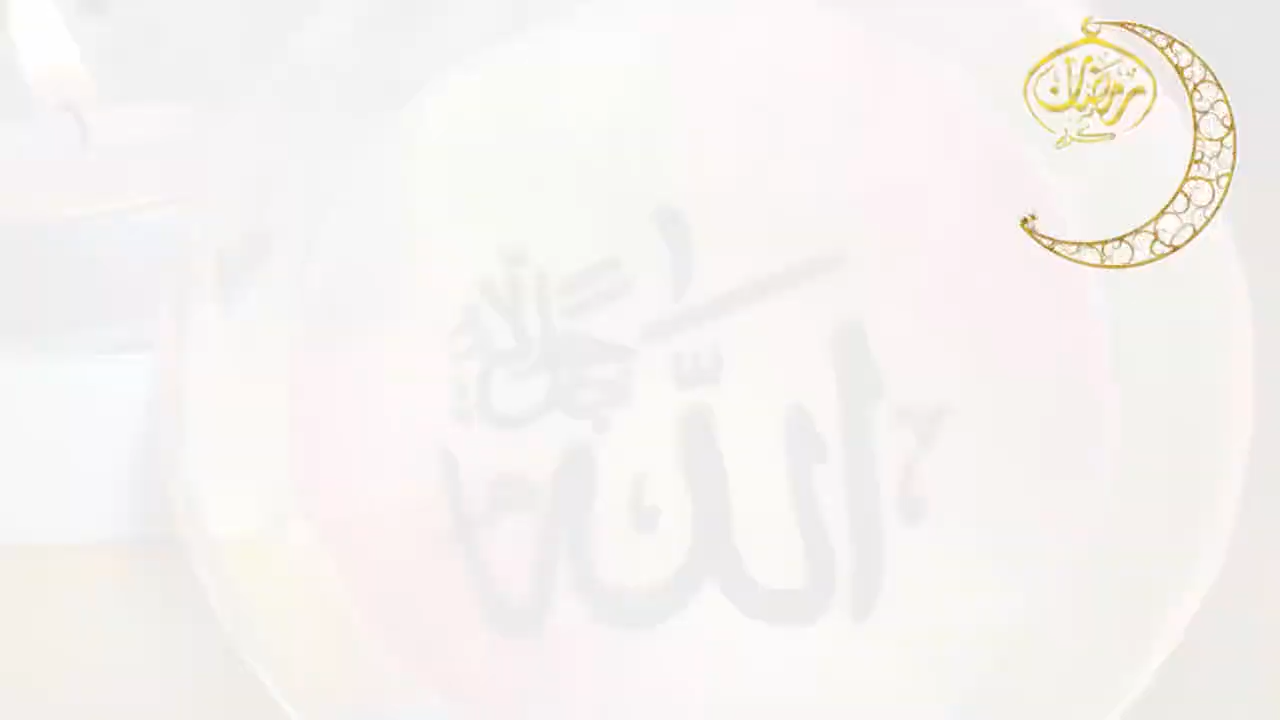 رمضان
كريم
الله
جل جلاله